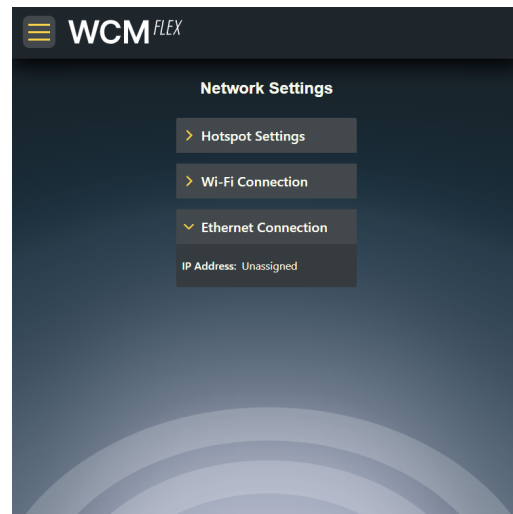 WCM FLEX
Network Settings
Hotspot Settings
Wi-Fi Connection
Ethernet Connection
IP Address: Unassigned